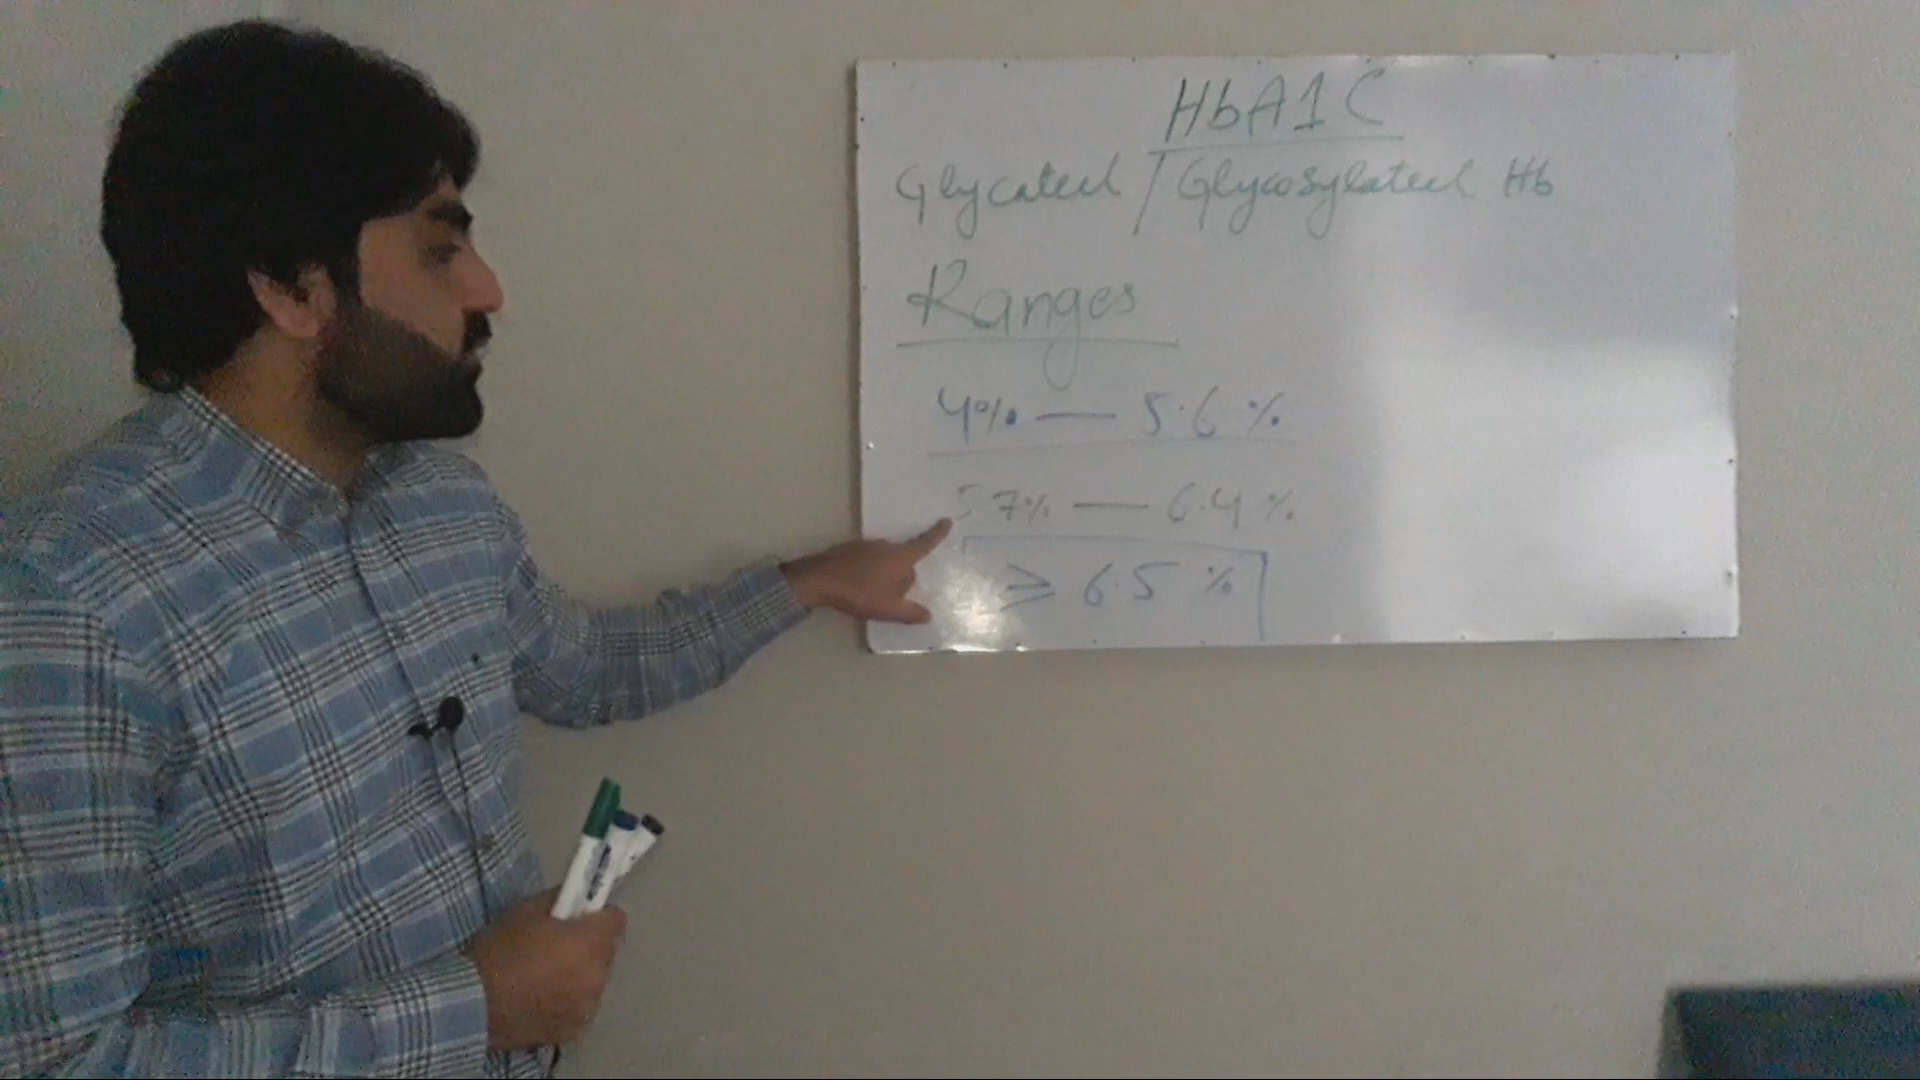 HbA1C
Glycated / Glycosylated Hb
Ranges
4% — 5.6 %
5.7% — 6.4 %
≥ 6.5 %